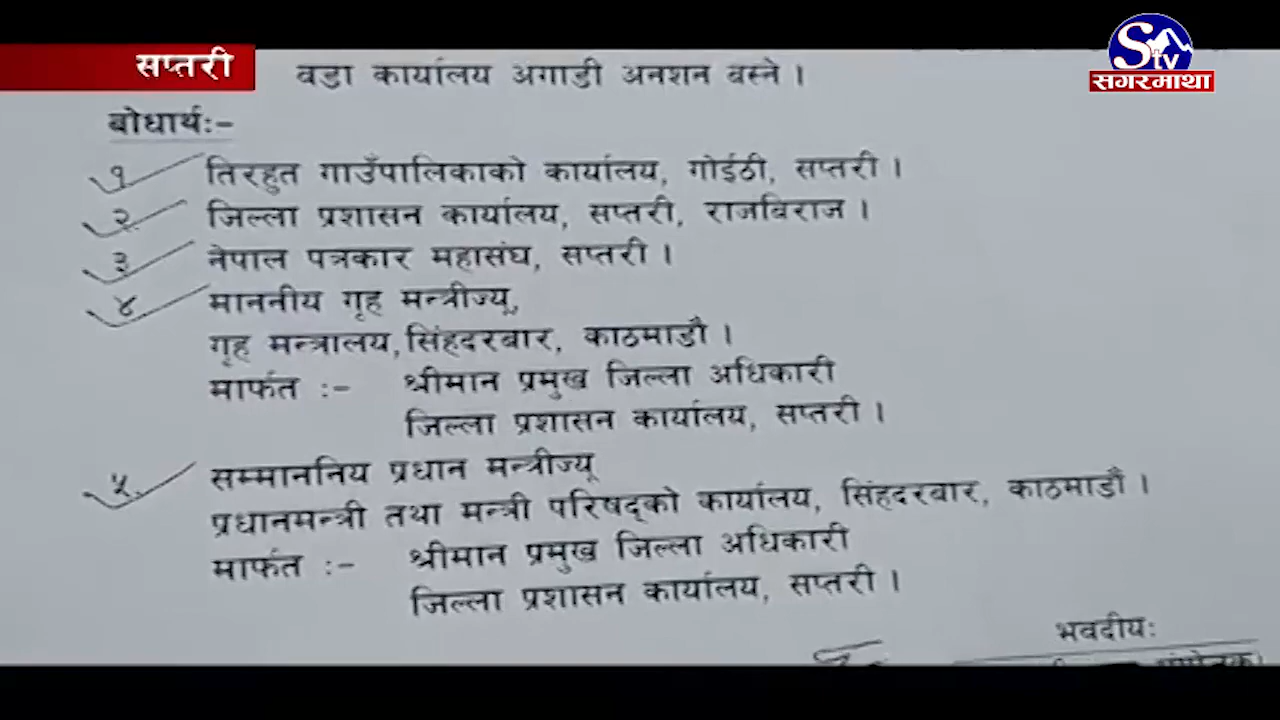 सप्तरी
Stv
सगरमाथा
वडा कार्यालय अगाडी अनशन बस्ने ।
बोधार्थः-
१ तिरहुत गाउँपालिकाको कार्यालय, गोईठी, सप्तरी ।
२. जिल्ला प्रशासन कार्यालय, सप्तरी, राजबिराज ।
३ नेपाल पत्रकार महासंघ, सप्तरी ।
४ माननीय गृह मन्त्रीज्यू,
गृह मन्त्रालय, सिंहदरबार, काठमाडौ ।
मार्फत :- श्रीमान प्रमुख जिल्ला अधिकारी
जिल्ला प्रशासन कार्यालय, सप्तरी ।
५. सम्माननिय प्रधान मन्त्रीज्यू
प्रधानमन्त्री तथा मन्त्री परिषद्को कार्यालय, सिंहदरबार, काठमाडौं ।
मार्फत :- श्रीमान प्रमुख जिल्ला अधिकारी
जिल्ला प्रशासन कार्यालय, सप्तरी ।
भवदीयः